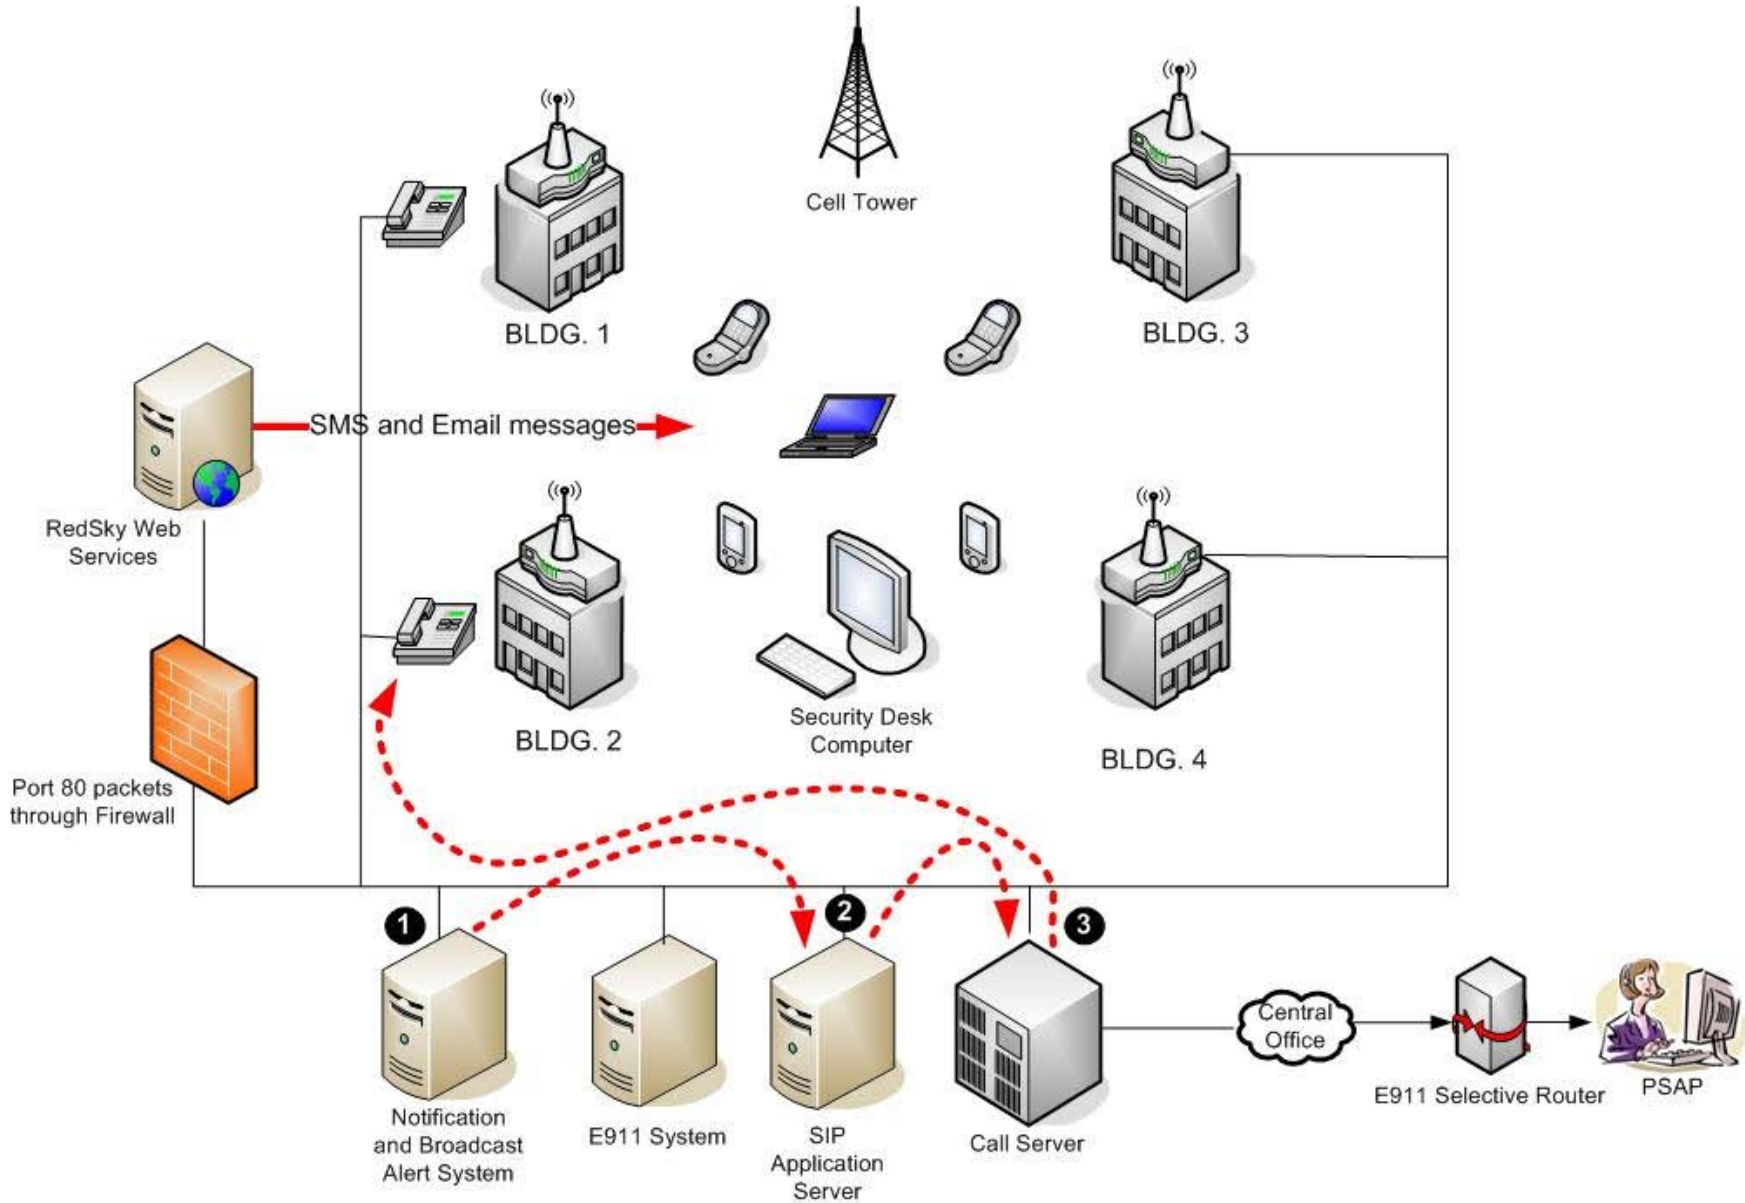 Cell Tower
BLDG. 1
BLDG. 3
SMS and Email messages
RedSky Web
Services
BLDG. 2
Security Desk
Computer
BLDG. 4
Port 80 packets
through Firewall
1
2
3
Notification
and Broadcast
Alert System
E911 System
SIP
Application
Server
Call Server
Central
Office
E911 Selective Router
PSAP